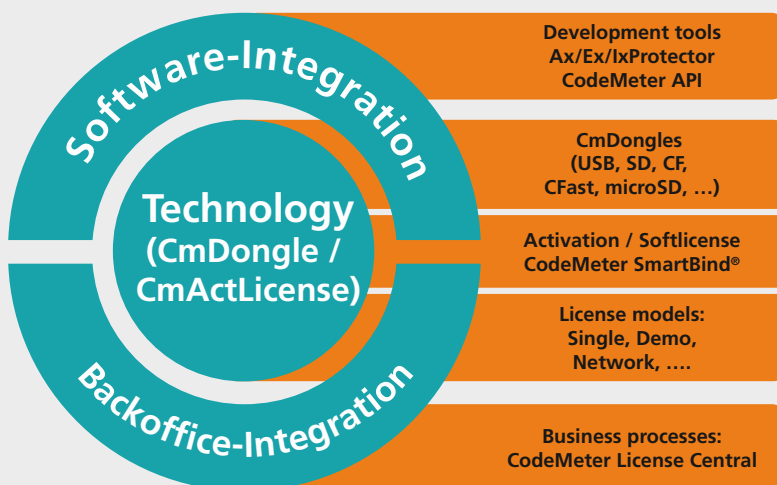 Software-Integration
Technology
(CmDongle /
CmActLicense)
Backoffice-Integration
Development tools
Ax/Ex/IxProtector
CodeMeter API
CmDongles
(USB, SD, CF,
CFast, microSD, …)
Activation / Softlicense
CodeMeter SmartBind®
License models:
Single, Demo,
Network, ….
Business processes:
CodeMeter License Central